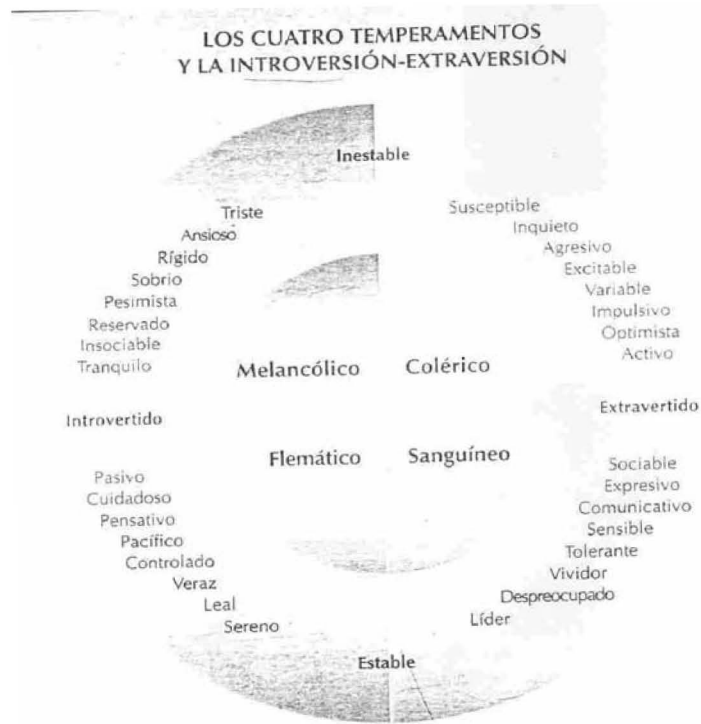 LOS CUATRO TEMPERAMENTOS
Y LA INTROVERSIÓN-EXTRAVERSIÓN
Inestable
Triste
Ansioso
Rígido
Sobrio
Pesimista
Reservado
Insociable
Tranquilo
Susceptible
Inquieto
Agresivo
Excitable
Variable
Impulsivo
Optimista
Activo
Melancólico
Colérico
Introvertido
Extravertido
Flemático
Sanguíneo
Pasivo
Cuidadoso
Pensativo
Pacífico
Controlado
Veraz
Leal
Sereno
Sociable
Expresivo
Comunicativo
Sensible
Tolerante
Vividor
Despreocupado
Líder
Estable